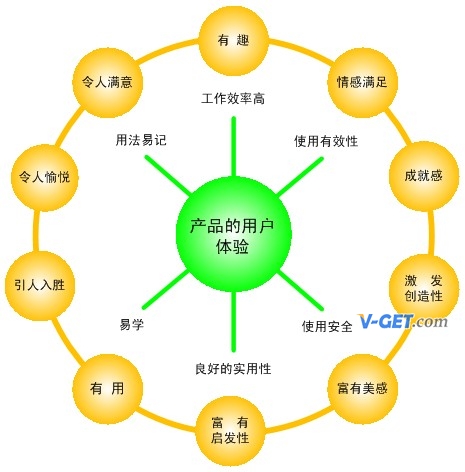 有 趣
令人满意
情感满足
工作效率高
用法易记
使用有效性
令人愉悦
成就感
产品的用户
体验
引人入胜
激 发
创造性
易学
使用安全
V-GET.com
良好的实用性
有 用
富有美感
富 有
启发性